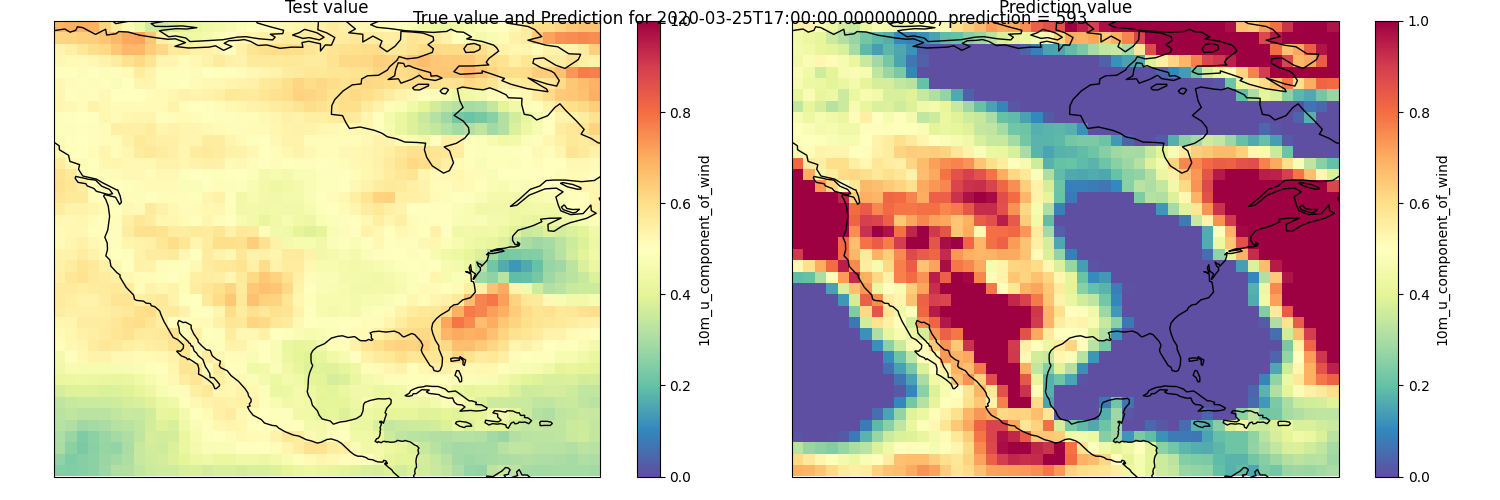 Test value
True value and Prediction for 2020-03-25T17:00:00.000000000, prediction = 593
Prediction value
1.0
0.8
0.6
0.4
0.2
0.0
10m_u_component_of_wind
1.0
0.8
0.6
0.4
0.2
0.0
10m_u_component_of_wind